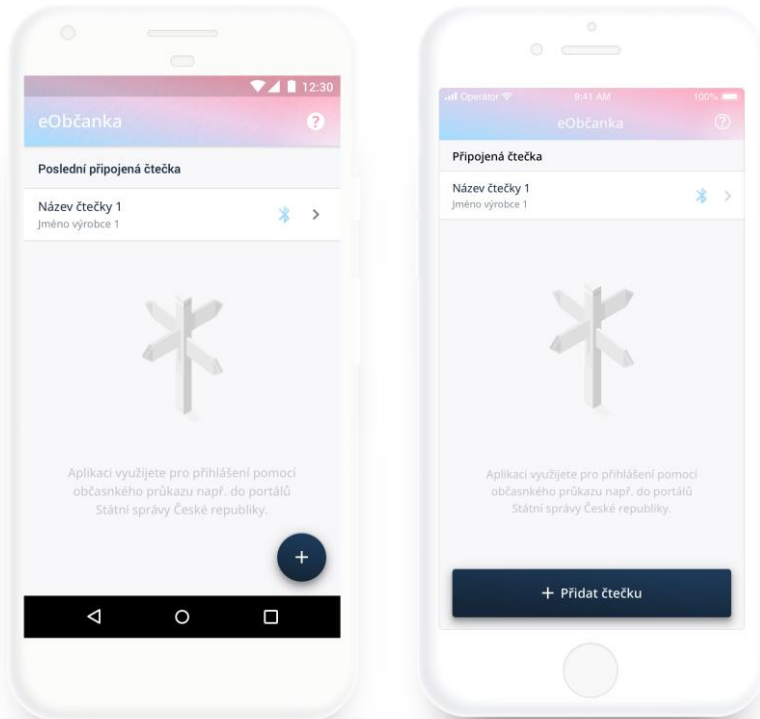 12:30
eObčanka
?
Poslední připojená čtečka
Název čtečky 1
Jméno výrobce 1
Aplikaci využijete pro přihlášení pomocí
občasnkého průkazu např. do portálů
Státní správy České republiky.
+
Operátor 9:41 AM 100%
eObčanka
?
Připojená čtečka
Název čtečky 1
Jméno výrobce 1
Aplikaci využijete pro přihlášení pomocí
občasnkého průkazu např. do portálů
Státní správy České republiky.
+ Přidat čtečku